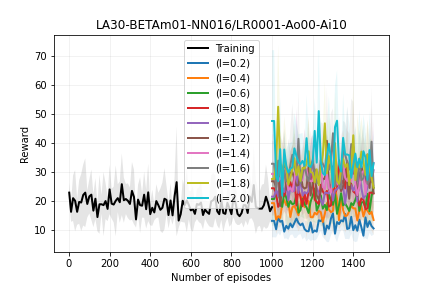 LA30-BETAm01-NN016/LR0001-Ao00-Ai10
Reward
70
60
50
40
30
20
10
Training
(l=0.2)
(l=0.4)
(l=0.6)
(l=0.8)
(l=1.0)
(l=1.2)
(l=1.4)
(l=1.6)
(l=1.8)
(l=2.0)
0 200 400 600 800 1000 1200 1400
Number of episodes